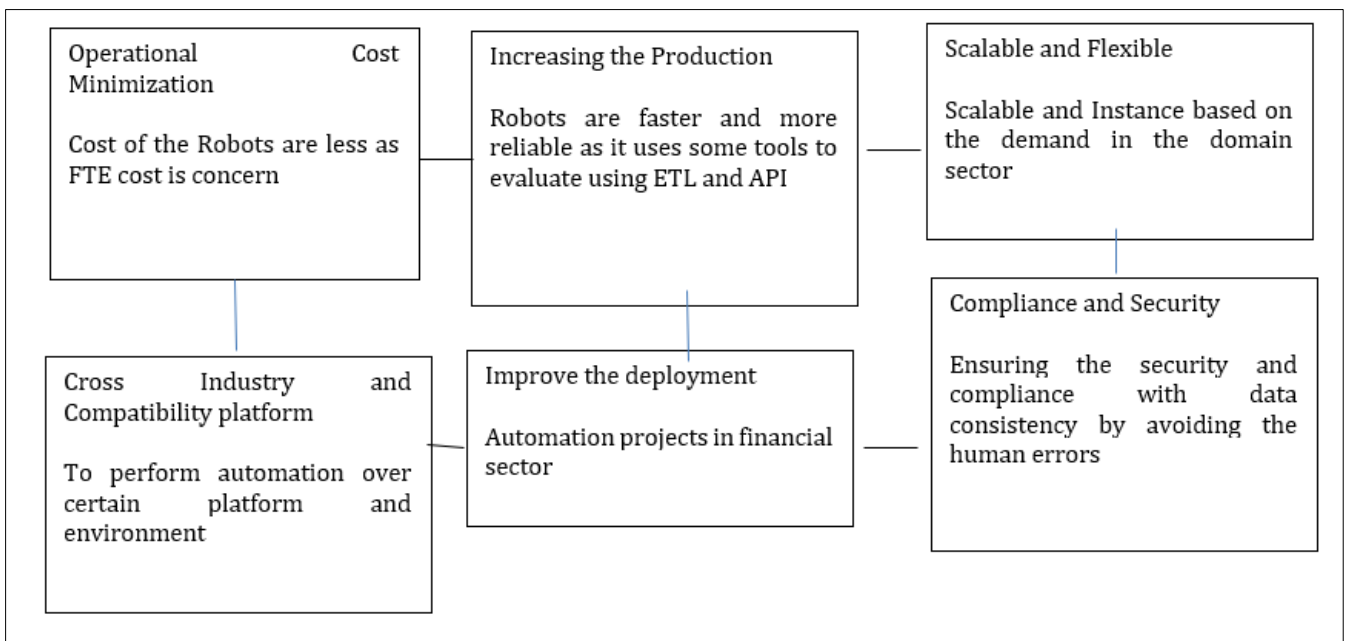 Operational Cost
Minimization
Cost of the Robots are less as
FTE cost is concern
Increasing the Production
Robots are faster and more
reliable as it uses some tools to
evaluate using ETL and API
Scalable and Flexible
Scalable and Instance based on
the demand in the domain
sector
Cross Industry and
Compatibility platform
To perform automation over
certain platform and
environment
Improve the deployment
Automation projects in financial
sector
Compliance and Security
Ensuring the security and
compliance with data
consistency by avoiding the
human errors